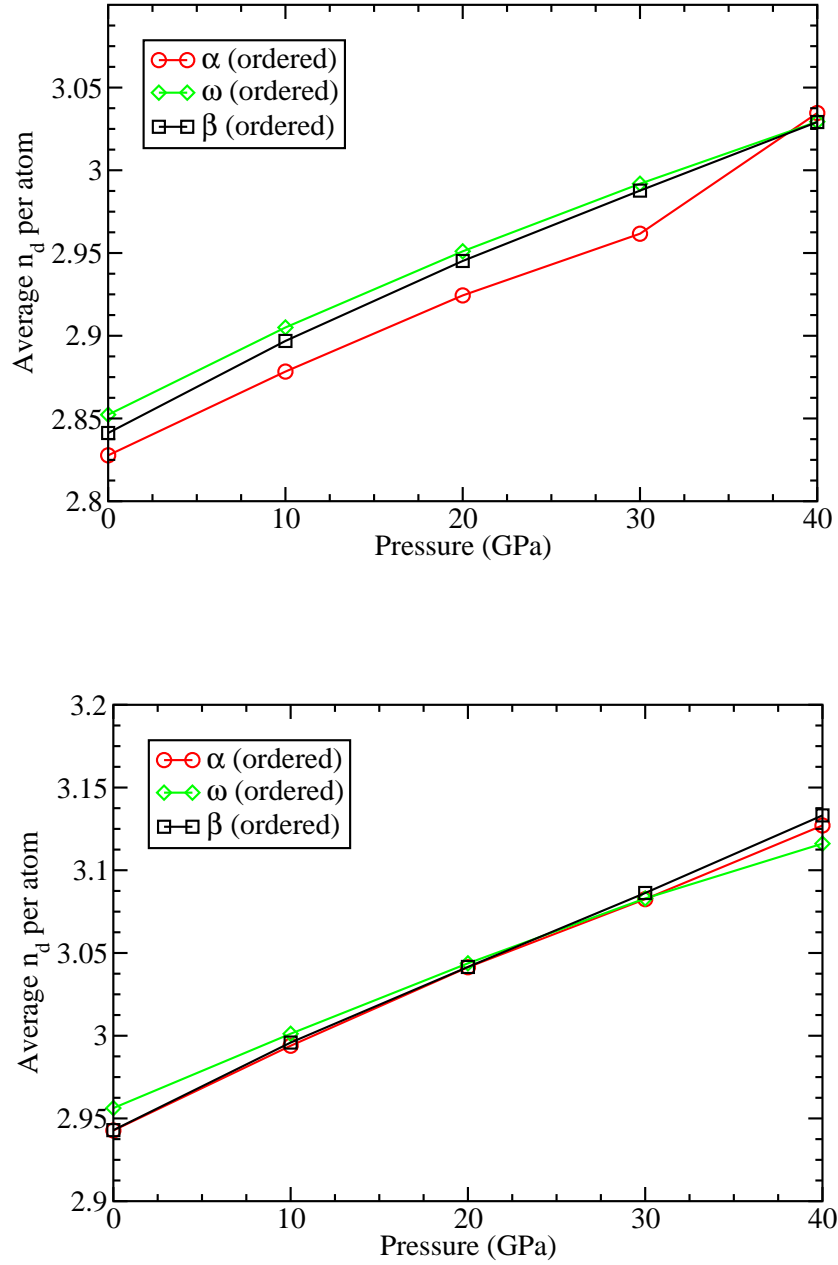 3.05
3
2.95
2.9
2.85
2.8
Average n_d per atom
α (ordered)
ω (ordered)
β (ordered)
0 10 20 30 40
Pressure (GPa)
3.2
3.15
3.1
3.05
3
2.95
2.9
Average n_d per atom
α (ordered)
ω (ordered)
β (ordered)
0 10 20 30 40
Pressure (GPa)